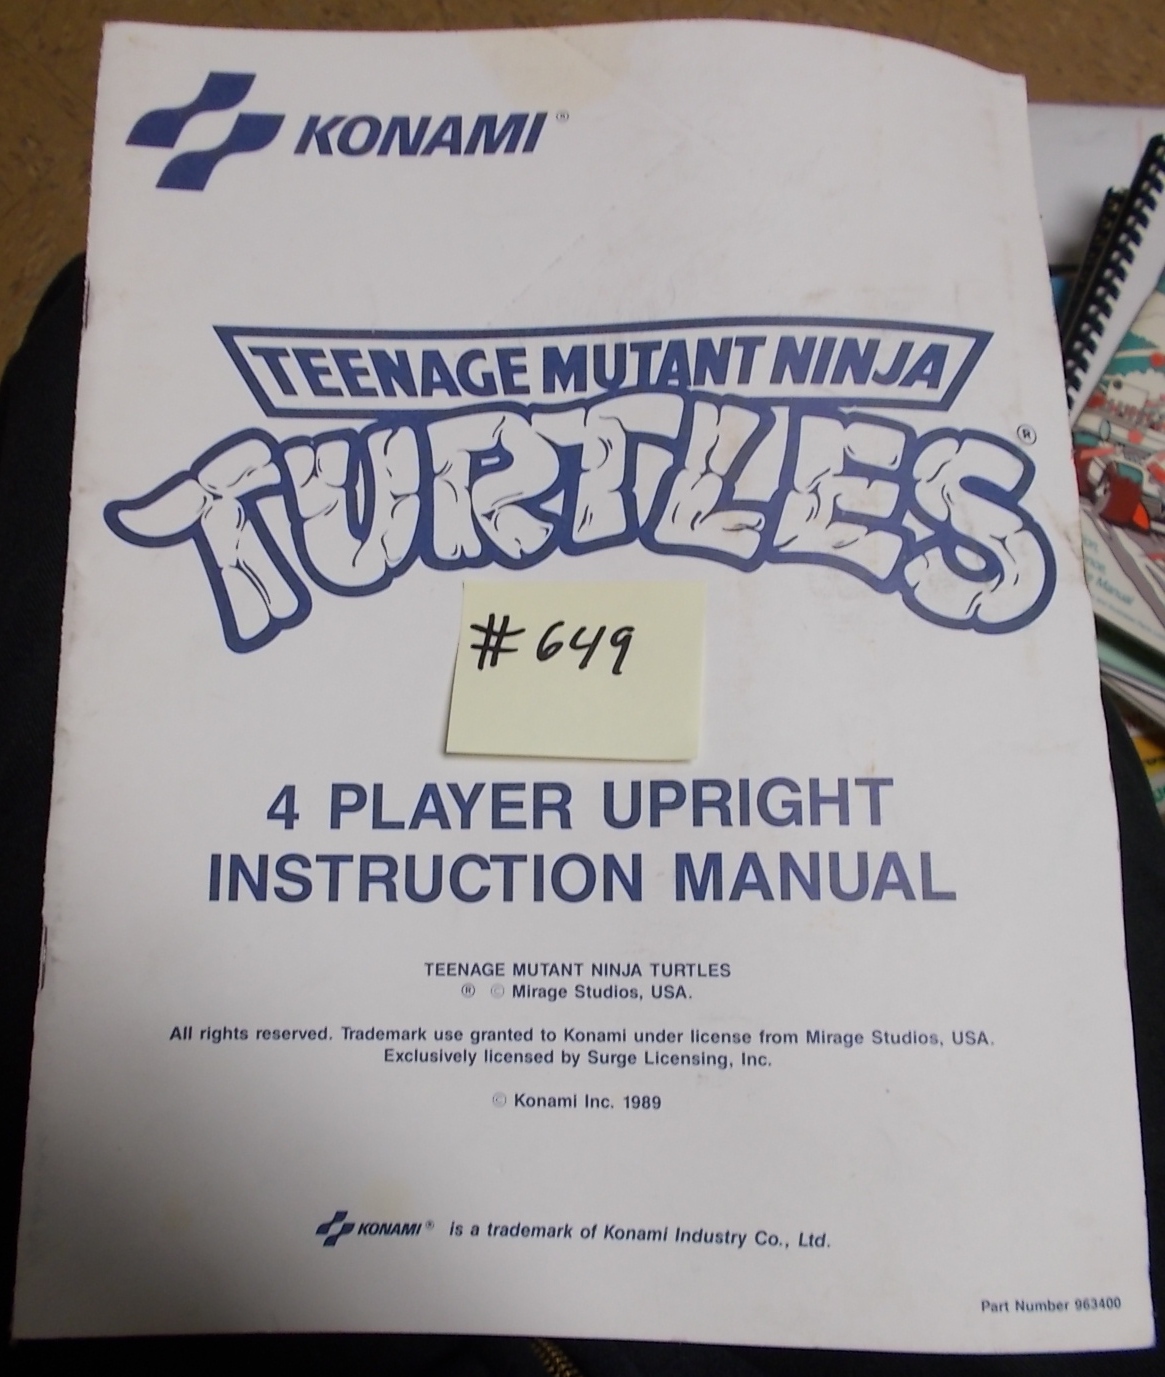 KONAMI®
TEENAGE MUTANT NINJA
TURTLES®
#649
4 PLAYER UPRIGHT
INSTRUCTION MANUAL
TEENAGE MUTANT NINJA TURTLES
® © Mirage Studios, USA.
All rights reserved. Trademark use granted to Konami under license from Mirage Studios, USA.
Exclusively licensed by Surge Licensing, Inc.
© Konami Inc. 1989
KONAMI® is a trademark of Konami Industry Co., Ltd.
Part Number 963400
Manual